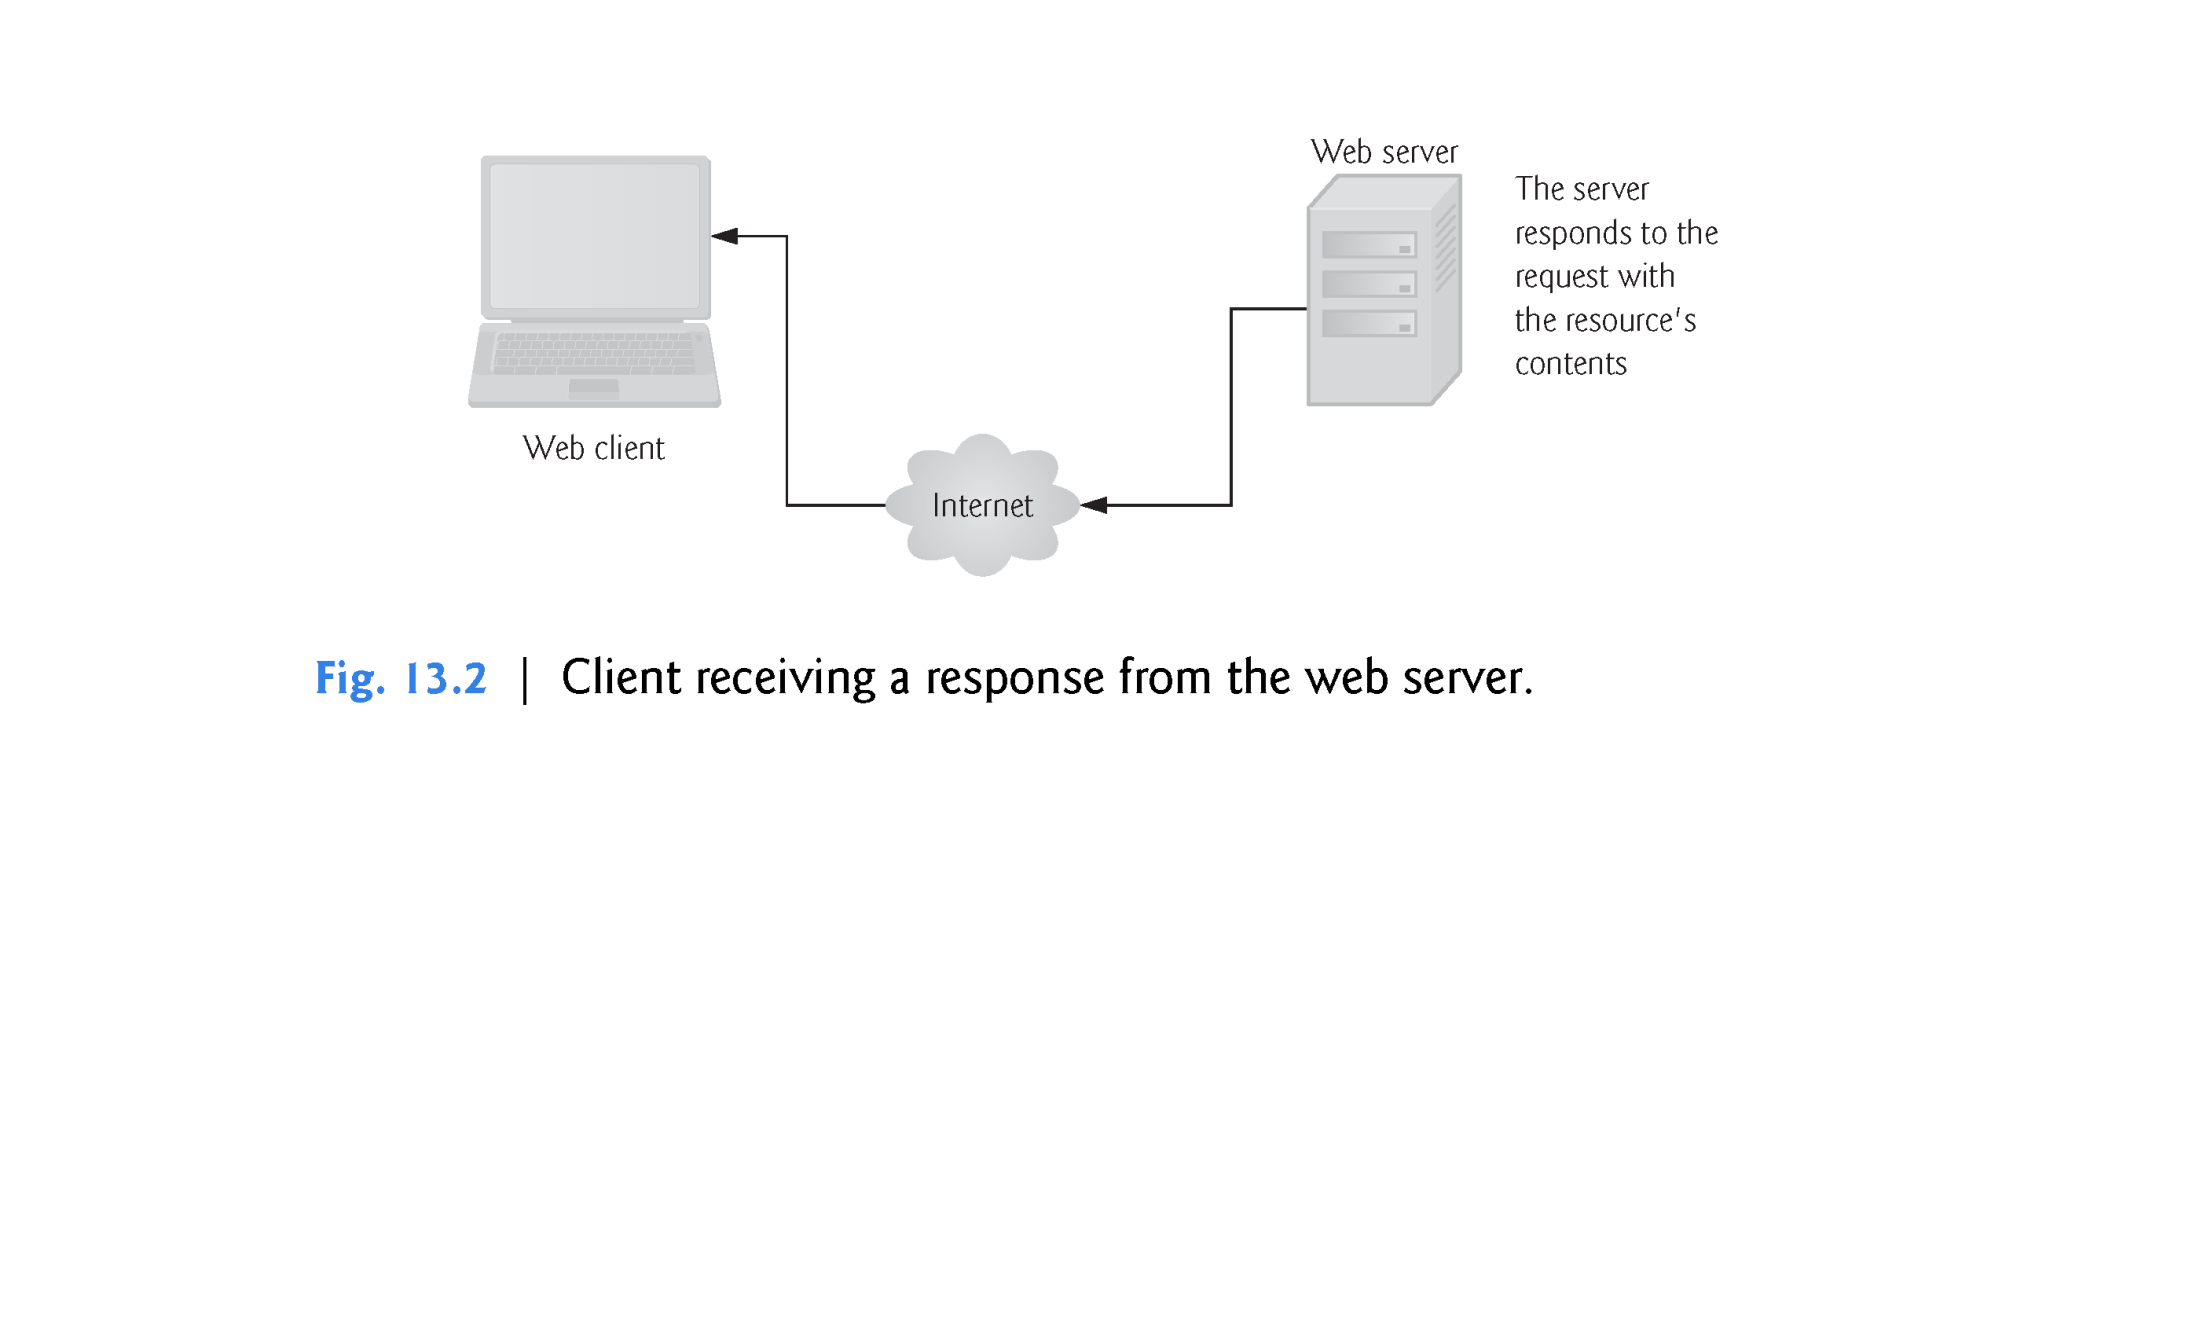 Web server
The server
responds to the
request with
the resource's
contents
Web client
Internet
Fig. 13.2 | Client receiving a response from the web server.